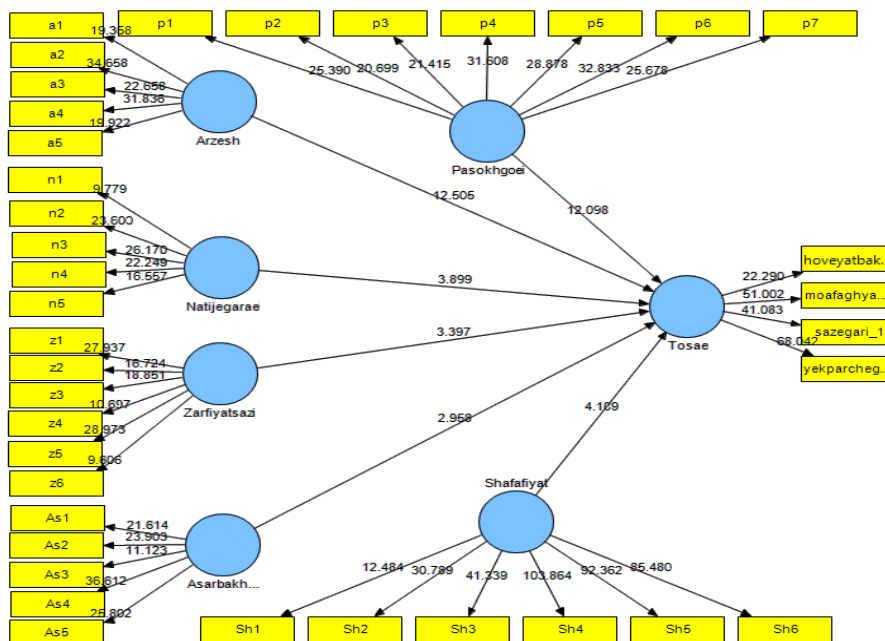 p1 p2 p3 p4 p5 p6 p7
25.390 20.699 21.415 31.608 28.878 32.833 25.678
Pasokhgoei
a1
a2
a3
a4
a5
19.358
34.658
22.658
31.836
19.922
Arzesh
12.505
12.098
n1
n2
n3
n4
n5
9.779
23.600
26.170
22.249
16.557
Natijegarae
3.899
z1
z2
z3
z4
z5
z6
27.937
16.724
18.851
10.697
28.973
9.606
Zarfiyatsazi
3.397
As1
As2
As3
As4
As5
21.614
23.903
11.123
36.612
25.802
Asarbakh...
2.958
Shafafiyat
4.109
12.484 30.789 41.339 103.864 92.362 85.480
Sh1 Sh2 Sh3 Sh4 Sh5 Sh6
Tosae
22.290
51.002
41.083
68.042
hoveyatbak...
moafaghya...
sazegari_1
yekparcheg...